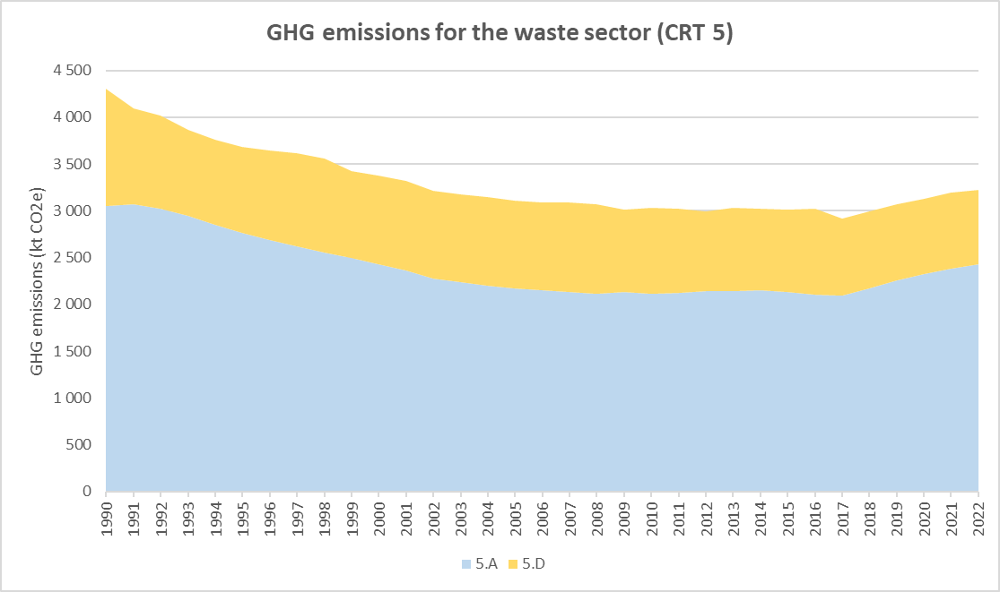 GHG emissions for the waste sector (CRT 5)
GHG emissions (kt CO2e)
4 500
4 000
3 500
3 000
2 500
2 000
1 500
1 000
500
0
1990 1991 1992 1993 1994 1995 1996 1997 1998 1999 2000 2001 2002 2003 2004 2005 2006 2007 2008 2009 2010 2011 2012 2013 2014 2015 2016 2017 2018 2019 2020 2021 2022
5.A 5.D